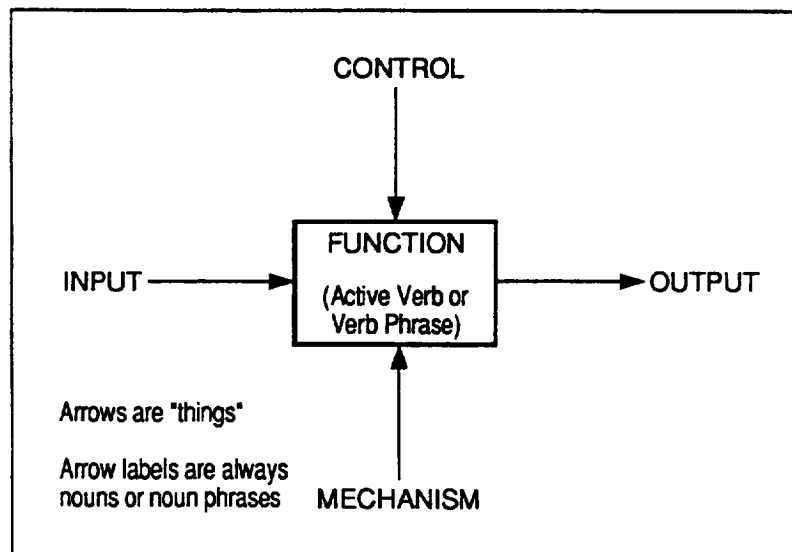 CONTROL
FUNCTION
(Active Verb or
Verb Phrase)
INPUT
OUTPUT
Arrows are "things"
Arrow labels are always
nouns or noun phrases
MECHANISM